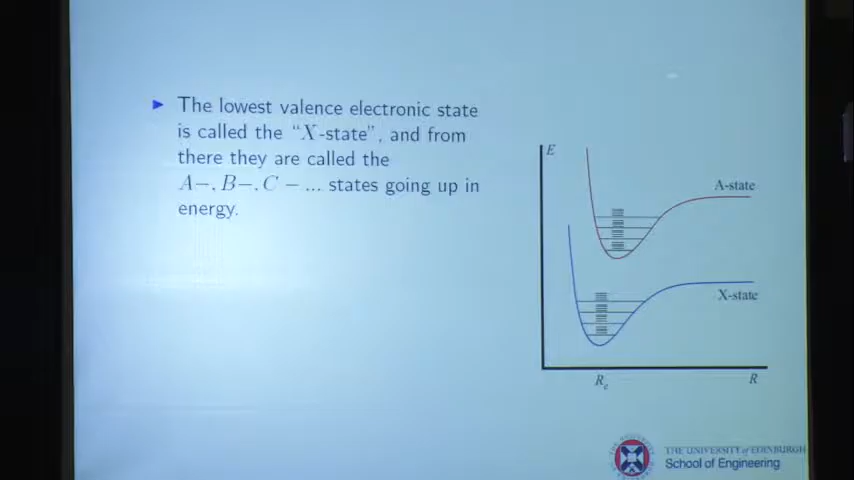 ► The lowest valence electronic state
is called the “X-state”, and from
there they are called the
A−, B−, C − ... states going up in
energy.
E
A-state
X-state
Re
R
THE UNIVERSITY of EDINBURGH
School of Engineering